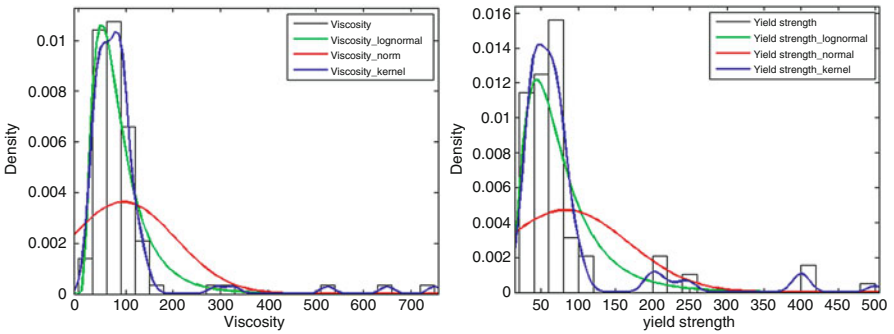 Viscosity
Viscosity_lognormal
Viscosity_norm
Viscosity_kernel
0.01
0.008
0.006
0.004
0.002
0
Density
0 100 200 300 400 500 600 700
Viscosity
Yield strength
Yield strength_lognormal
Yield strength_normal
Yield strength_kernel
0.016
0.014
0.012
0.01
0.008
0.006
0.004
0.002
0
Density
50 100 150 200 250 300 350 400 450 500
yield strength